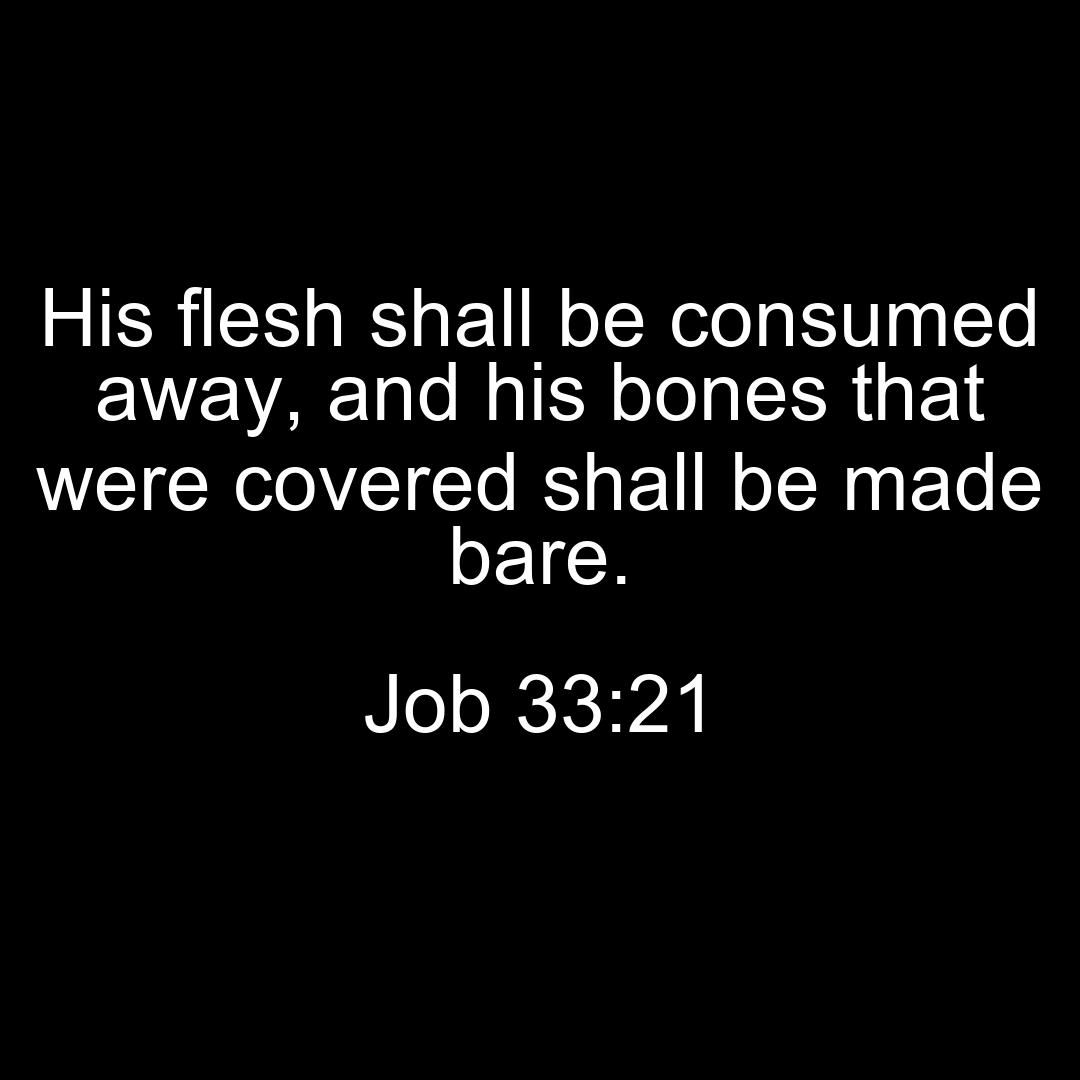 His flesh shall be consumed
away, and his bones that
were covered shall be made
bare.
Job 33:21